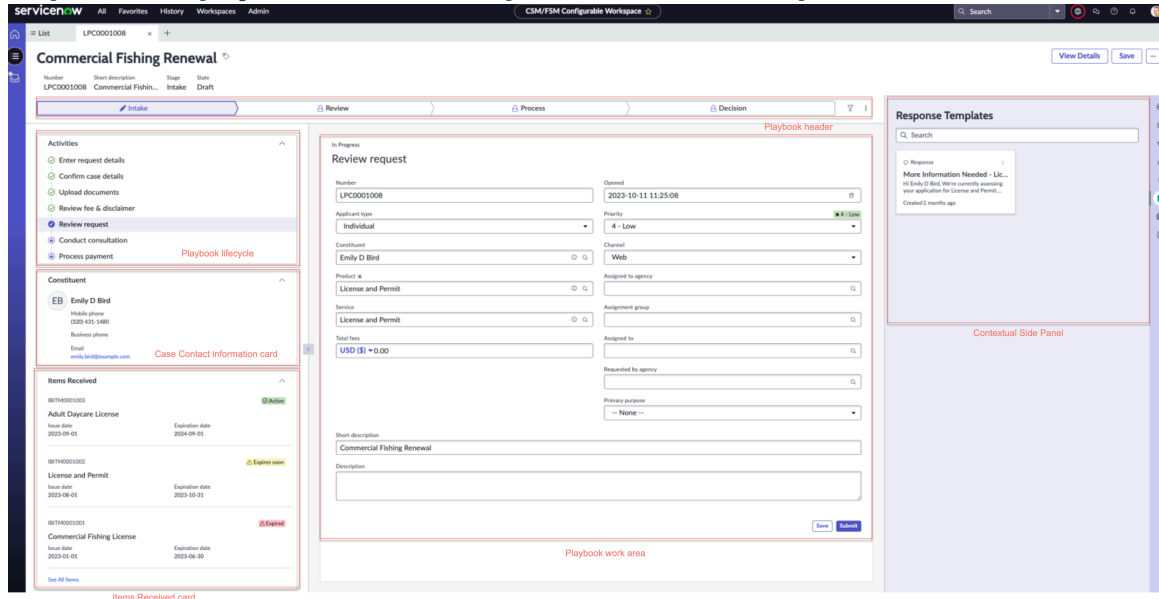 servicenow All Favorites History Workspaces Admin CSM/FSM Configurable Workspace Search
List LPC0001008 × +
Commercial Fishing Renewal View Details Save
Number Short description Stage State
LPC0001008 Commercial Fishin... Intake Draft
Intake Review Process Decision
Playbook header
Response Templates
Search
Response
More Information Needed - Lic...
Hi Emily D Bird, We're currently assessing
your application for License and Permit....
Created 2 months ago
Contextual Side Panel
Activities
Enter request details
Confirm case details
Upload documents
Review fee & disclaimer
Review request
Conduct consultation
Process payment
Playbook lifecycle
Constituent
EB Emily D Bird
Mobile phone
(320) 431-1480
Business phone
Email
emily.bird@example.com
Case Contact information card
Items Received
IBITM0001003 Active
Adult Daycare License
Issue date Expiration date
2023-09-01 2024-09-01
IBITM0001002 Expires soon
License and Permit
Issue date Expiration date
2023-08-01 2023-10-31
IBITM0001001 Expired
Commercial Fishing License
Issue date Expiration date
2023-01-01 2023-06-30
See All Items
Items Received card
In Progress
Review request
Number Opened
LPC0001008 2023-10-11 11:25:08
Applicant type Priority 4 - Low
Individual 4 - Low
Constituent Channel
Emily D Bird Web
Product Assigned to agency
License and Permit
Service Assignment group
License and Permit
Total fees Assigned to
USD ($) 0.00
Requested by agency
Primary purpose
-- None --
Short description
Commercial Fishing Renewal
Description
Save Submit
Playbook work area